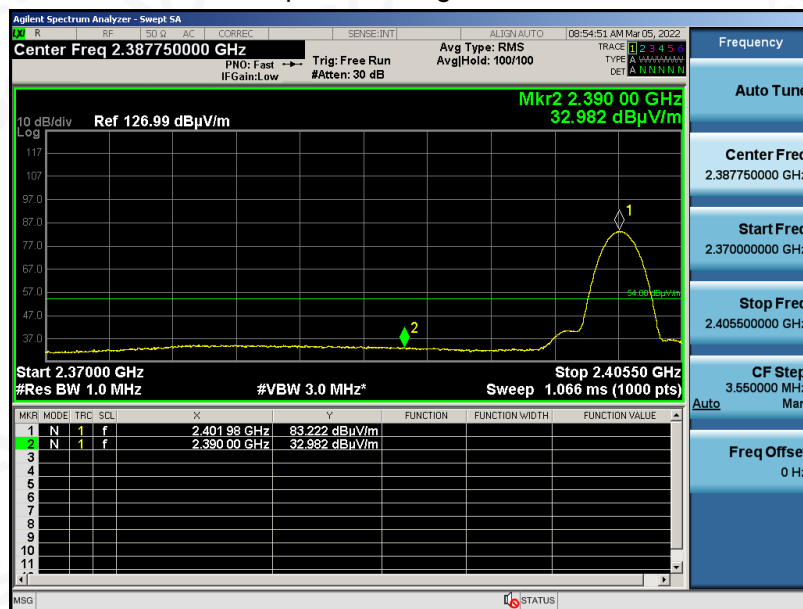 Agilent Spectrum Analyzer - Swept SA
LXI R RF 50 Ω AC CORREC SENSE:INT ALIGN AUTO 08:54:51 AM Mar 05, 2022
Center Freq 2.387750000 GHz
PNO: Fast
IFGain:Low
Trig: Free Run
#Atten: 30 dB
Avg Type: RMS
Avg|Hold: 100/100
TRACE 1 2 3 4 5 6
TYPE A WWWWW
DET A N N N N N
Mkr2 2.390 00 GHz
32.982 dBµV/m
10 dB/div Ref 126.99 dBµV/m
Log
117
107
97.0
87.0
77.0
67.0
57.0
47.0
37.0
1
54.00 dBµV/m
2
Start 2.37000 GHz Stop 2.40550 GHz
#Res BW 1.0 MHz #VBW 3.0 MHz* Sweep 1.066 ms (1000 pts)
MKR MODE TRC SCL X Y FUNCTION FUNCTION WIDTH FUNCTION VALUE
1 N 1 f 2.401 98 GHz 83.222 dBµV/m
2 N 1 f 2.390 00 GHz 32.982 dBµV/m
3
4
5
6
7
8
9
10
11
MSG STATUS
Frequency
Auto Tune
Center Freq
2.387750000 GHz
Start Freq
2.370000000 GHz
Stop Freq
2.405500000 GHz
CF Step
3.550000 MHz
Auto Man
Freq Offset
0 Hz